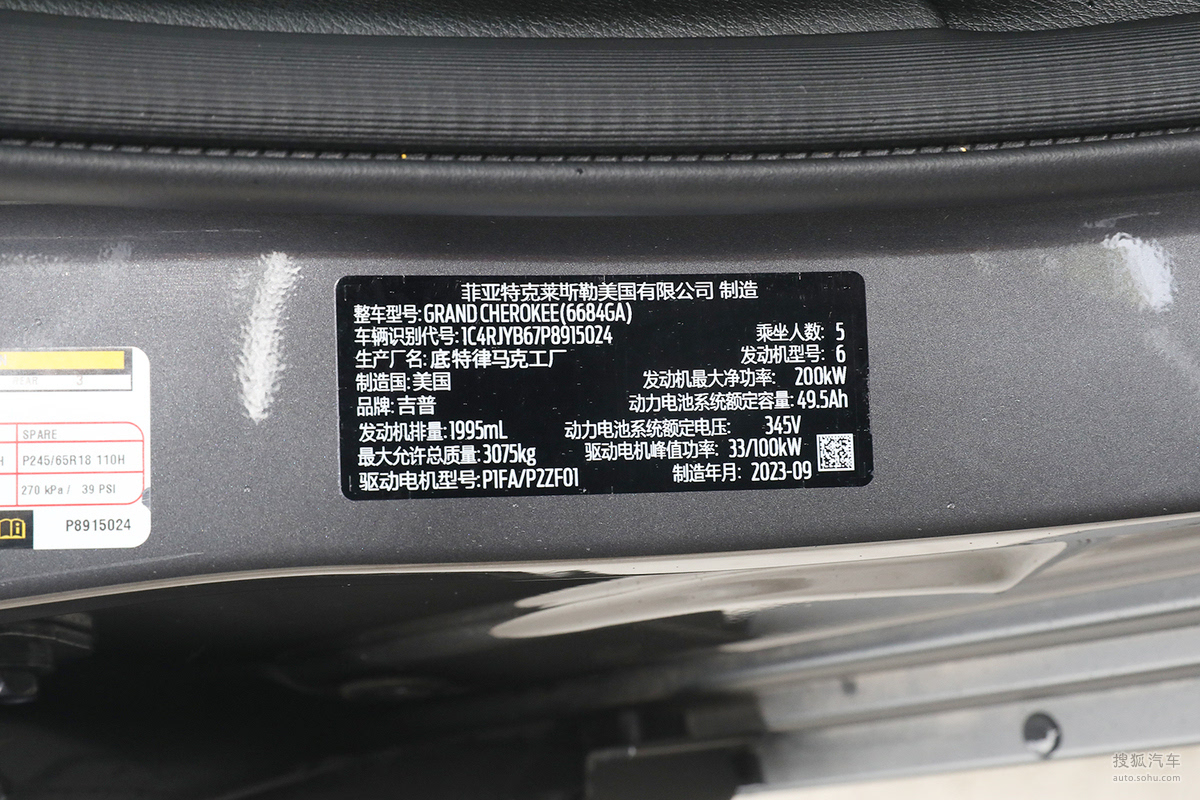 菲亚特克莱斯勒美国有限公司 制造
整车型号:GRAND CHEROKEE(6684GA)
车辆识别代号:1C4RJYB67P8915024
乘坐人数: 5
生产厂名:底特律马克工厂
发动机型号: 6
制造国:美国
发动机最大净功率: 200kW
品牌:吉普
动力电池系统额定容量:49.5Ah
发动机排量:1995mL
动力电池系统额定电压: 345V
最大允许总质量:3075kg
驱动电机峰值功率: 33/100kW
驱动电机型号:P1FA/P2ZF01
制造年月: 2023-09
REAR 3
SPARE
H P245/65R18 110H
270 kPa / 39 PSI
P8915024
搜狐汽车
auto.sohu.com